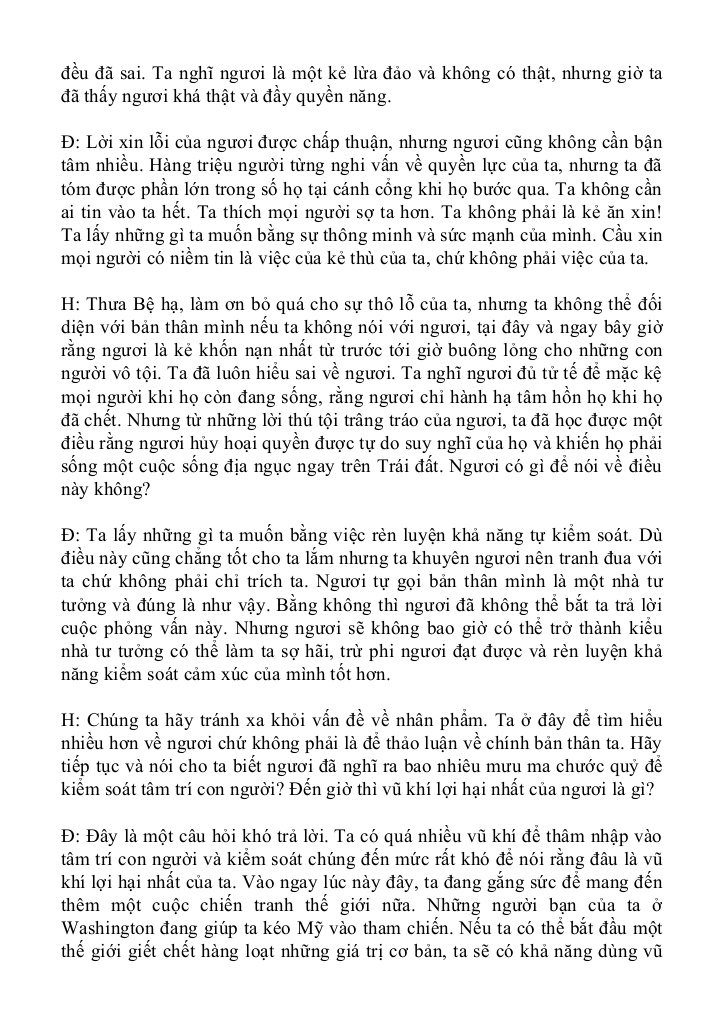 đều đã sai. Ta nghĩ ngươi là một kẻ lừa đảo và không có thật, nhưng giờ ta
đã thấy ngươi khá thật và đầy quyền năng.
Đ: Lời xin lỗi của ngươi được chấp thuận, nhưng ngươi cũng không cần bận
tâm nhiều. Hàng triệu người từng nghi vấn về quyền lực của ta, nhưng ta đã
tóm được phần lớn trong số họ tại cánh cổng khi họ bước qua. Ta không cần
ai tin vào ta hết. Ta thích mọi người sợ ta hơn. Ta không phải là kẻ ăn xin!
Ta lấy những gì ta muốn bằng sự thông minh và sức mạnh của mình. Cầu xin
mọi người có niềm tin là việc của kẻ thù của ta, chứ không phải việc của ta.
H: Thưa Bệ hạ, làm ơn bỏ quá cho sự thô lỗ của ta, nhưng ta không thể đối
diện với bản thân mình nếu ta không nói với ngươi, tại đây và ngay bây giờ
rằng ngươi là kẻ khốn nạn nhất từ trước tới giờ buông lỏng cho những con
người vô tội. Ta đã luôn hiểu sai về ngươi. Ta nghĩ ngươi đủ tử tế để mặc kệ
mọi người khi họ còn đang sống, rằng ngươi chỉ hành hạ tâm hồn họ khi họ
đã chết. Nhưng từ những lời thú tội trâng tráo của ngươi, ta đã học được một
điều rằng ngươi hủy hoại quyền được tự do suy nghĩ của họ và khiến họ phải
sống một cuộc sống địa ngục ngay trên Trái đất. Ngươi có gì để nói về điều
này không?
Đ: Ta lấy những gì ta muốn bằng việc rèn luyện khả năng tự kiểm soát. Dù
điều này cũng chẳng tốt cho ta lắm nhưng ta khuyên ngươi nên tranh đua với
ta chứ không phải chỉ trích ta. Ngươi tự gọi bản thân mình là một nhà tư
tưởng và đúng là như vậy. Bằng không thì ngươi đã không thể bắt ta trả lời
cuộc phỏng vấn này. Nhưng ngươi sẽ không bao giờ có thể trở thành kiểu
nhà tư tưởng có thể làm ta sợ hãi, trừ phi ngươi đạt được và rèn luyện khả
năng kiểm soát cảm xúc của mình tốt hơn.
H: Chúng ta hãy tránh xa khỏi vấn đề về nhân phẩm. Ta ở đây để tìm hiểu
nhiều hơn về ngươi chứ không phải là để thảo luận về chính bản thân ta. Hãy
tiếp tục và nói cho ta biết ngươi đã nghĩ ra bao nhiêu mưu ma chước quỷ để
kiểm soát tâm trí con người? Đến giờ thì vũ khí lợi hại nhất của ngươi là gì?
Đ: Đây là một câu hỏi khó trả lời. Ta có quá nhiều vũ khí để thâm nhập vào
tâm trí con người và kiểm soát chúng đến mức rất khó để nói rằng đâu là vũ
khí lợi hại nhất của ta. Vào ngay lúc này đây, ta đang gắng sức để mang đến
thêm một cuộc chiến tranh thế giới nữa. Những người bạn của ta ở
Washington đang giúp ta kéo Mỹ vào tham chiến. Nếu ta có thể bắt đầu một
thế giới giết chết hàng loạt những giá trị cơ bản, ta sẽ có khả năng dùng vũ